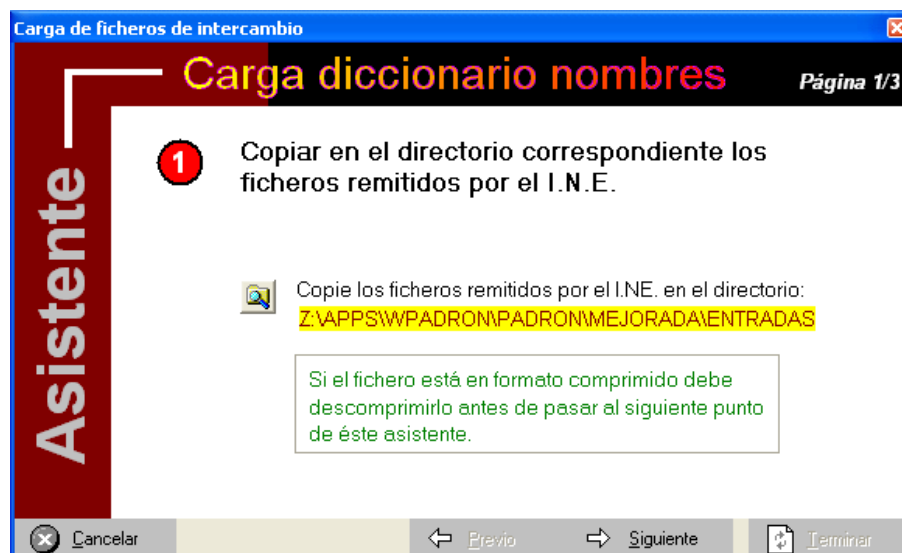 Carga de ficheros de intercambio
Carga diccionario nombres
Página 1/3
Asistente
1
Copiar en el directorio correspondiente los
ficheros remitidos por el I.N.E.
Copie los ficheros remitidos por el I.NE. en el directorio:
Z:\APPS\WPADRON\PADRON\MEJORADA\ENTRADAS
Si el fichero está en formato comprimido debe
descomprimirlo antes de pasar al siguiente punto
de éste asistente.
Cancelar
Previo
Siguiente
Terminar